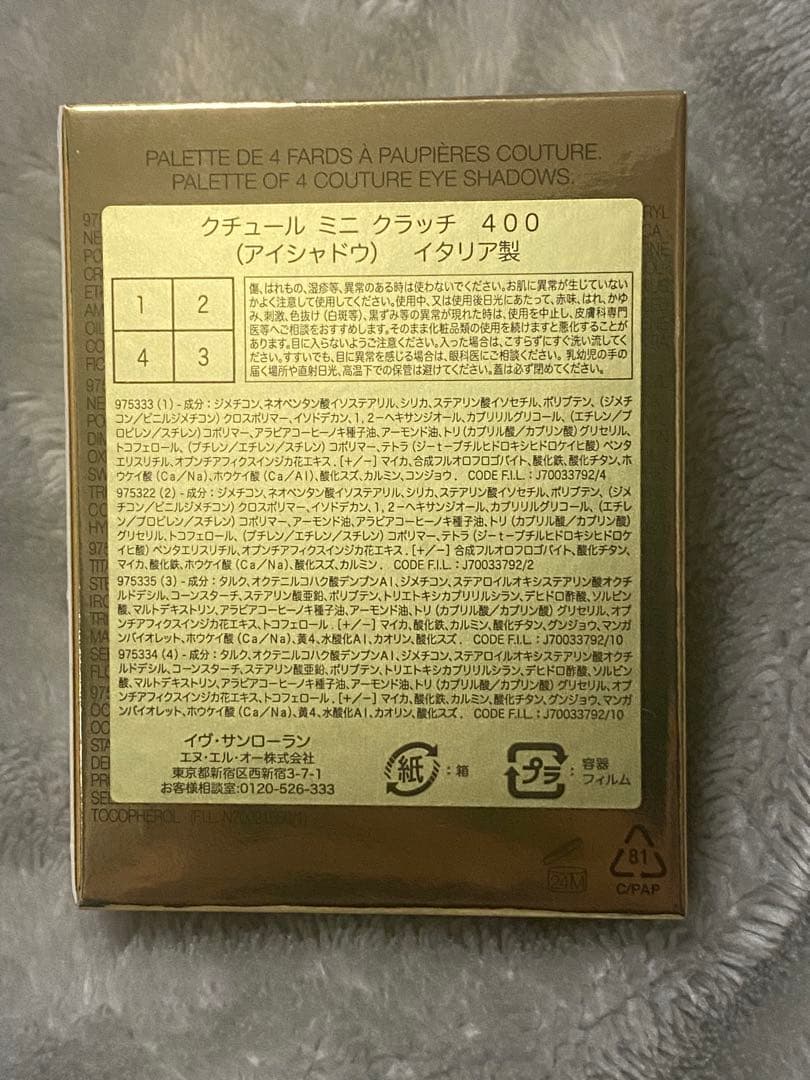 PALETTE DE 4 FARDS À PAUPIÈRES COUTURE.
PALETTE OF 4 COUTURE EYE SHADOWS.
クチュール ミニ クラッチ 400
(アイシャドウ) イタリア製
1 2
4 3
傷、はれもの、湿疹等、異常のある時は使わないでください。お肌に異常が生じていない
かよく注意して使用してください。使用中、又は使用後日光にあたって、赤味、はれ、かゆ
み、刺激、色抜け(白斑等)、黒ずみ等の異常が現れた時は、使用を中止し、皮膚科専門
医等へご相談をおすすめします。そのまま化粧品類の使用を続けますと悪化することが
あります。目に入らないようご注意ください。入った場合は、こすらずにすぐ洗い流してく
ださい。すすいでも、目に異常を感じる場合は、眼科医にご相談ください。乳幼児の手の
届く場所や直射日光、高温下での保管は避けてください。蓋は必ず閉めてください。
975333 (1) - 成分:ジメチコン、ネオペンタン酸イソステアリル、シリカ、ステアリン酸イソセチル、ポリブテン、(ジメチ
コン/ビニルジメチコン)クロスポリマー、イソドデカン、1,2-ヘキサンジオール、カプリリルグリコール、(エチレン/プ
ロピレン/スチレン)コポリマー、アラビアコーヒーノキ種子油、アーモンド油、トリ(カプリル酸/カプリン酸)グリセリル、
トコフェロール、(ブチレン/エチレン/スチレン)コポリマー、テトラ(ジ-t-ブチルヒドロキシヒドロケイヒ酸)ペンタ
エリスリチル、オプンチアフィクスインジカ花エキス. [+/-] マイカ、合成フルオロフロゴパイト、酸化鉄、酸化チタン、ホ
ウケイ酸(Ca/Na)、ホウケイ酸(Ca/Al)、酸化スズ、カルミン、コンジョウ. CODE F.I.L. : J70033792/4
975322 (2) - 成分:ジメチコン、ネオペンタン酸イソステアリル、シリカ、ステアリン酸イソセチル、ポリブテン、(ジメ
チコン/ビニルジメチコン)クロスポリマー、イソドデカン、1,2-ヘキサンジオール、カプリリルグリコール、(エチレ
ン/プロピレン/スチレン)コポリマー、アーモンド油、アラビアコーヒーノキ種子油、トリ(カプリル酸/カプリン酸)
グリセリル、トコフェロール、(ブチレン/エチレン/スチレン)コポリマー、テトラ(ジ-t-ブチルヒドロキシヒドロ
ケイヒ酸)ペンタエリスリチル、オプンチアフィクスインジカ花エキス. [+/-] 合成フルオロフロゴパイト、酸化チタン、
マイカ、酸化鉄、ホウケイ酸(Ca/Na)、酸化スズ、カルミン. CODE F.I.L. : J70033792/2
975335 (3) - 成分:タルク、オクテニルコハク酸デンプンAl、ジメチコン、ステアロイルオキシステアリン酸オクチ
ルドデシル、コーンスターチ、ステアリン酸亜鉛、ポリブテン、トリエトキシカプリリルシラン、デヒドロ酢酸、ソルビン
酸、マルトデキストリン、アラビアコーヒーノキ種子油、アーモンド油、トリ(カプリル酸/カプリン酸)グリセリル、オプ
ンチアフィクスインジカ花エキス、トコフェロール. [+/-] マイカ、酸化鉄、カルミン、酸化チタン、グンジョウ、マンガ
ンバイオレット、ホウケイ酸(Ca/Na)、黄4、水酸化Al、カオリン、酸化スズ. CODE F.I.L. : J70033792/10
975334 (4) - 成分:タルク、オクテニルコハク酸デンプンAl、ジメチコン、ステアロイルオキシステアリン酸オクチ
ルドデシル、コーンスターチ、ステアリン酸亜鉛、ポリブテン、トリエトキシカプリリルシラン、デヒドロ酢酸、ソルビン
酸、マルトデキストリン、アラビアコーヒーノキ種子油、アーモンド油、トリ(カプリル酸/カプリン酸)グリセリル、オプ
ンチアフィクスインジカ花エキス、トコフェロール. [+/-] マイカ、酸化鉄、カルミン、酸化チタン、グンジョウ、マンガ
ンバイオレット、ホウケイ酸(Ca/Na)、黄4、水酸化Al、カオリン、酸化スズ. CODE F.I.L. : J70033792/10
イヴ・サンローラン
エヌ・エル・オー株式会社
東京都新宿区西新宿3-7-1
お客様相談室:0120-526-333
紙:箱
プラ:容器
フィルム
TOCOPHEROL
24M
81
C/PAP